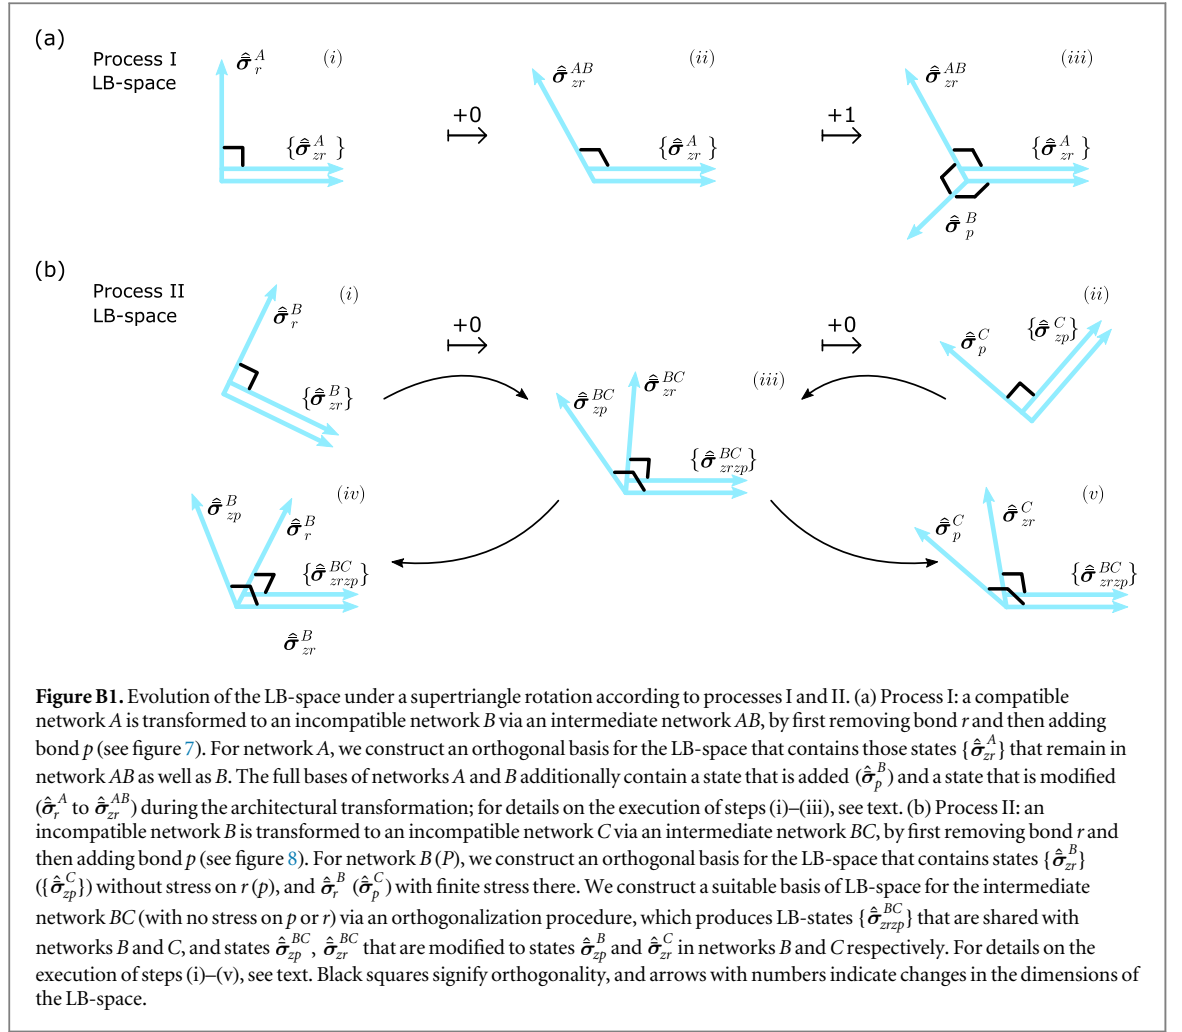 (a)
Process I
LB-space
σ̿̂_r^A (i)
{σ̿̂_zr^A}
+0
σ̿̂_zr^AB (ii)
{σ̿̂_zr^A}
+1
σ̿̂_zr^AB (iii)
{σ̿̂_zr^A}
σ̿̂_p^B
(b)
Process II
LB-space
(i)
σ̿̂_r^B
{σ̿̂_zr^B}
+0
+0
(ii)
σ̿̂_p^C
{σ̿̂_zp^C}
(iii)
σ̿̂_zp^BC
σ̿̂_zr^BC
{σ̿̂_zrzp^BC}
(iv)
σ̿̂_zp^B
σ̿̂_r^B
{σ̿̂_zrzp^BC}
σ̿̂_zr^B
(v)
σ̿̂_p^C
σ̿̂_zr^C
{σ̿̂_zrzp^BC}
Figure B1. Evolution of the LB-space under a supertriangle rotation according to processes I and II. (a) Process I: a compatible
network A is transformed to an incompatible network B via an intermediate network AB, by first removing bond r and then adding
bond p (see figure 7). For network A, we construct an orthogonal basis for the LB-space that contains those states {σ̿̂_zr^A} that remain in
network AB as well as B. The full bases of networks A and B additionally contain a state that is added (σ̿̂_p^B) and a state that is modified
(σ̿̂_r^A to σ̿̂_zr^AB) during the architectural transformation; for details on the execution of steps (i)–(iii), see text. (b) Process II: an
incompatible network B is transformed to an incompatible network C via an intermediate network BC, by first removing bond r and
then adding bond p (see figure 8). For network B (P), we construct an orthogonal basis for the LB-space that contains states {σ̿̂_zr^B}
({σ̿̂_zp^C}) without stress on r (p), and σ̿̂_r^B (σ̿̂_p^C) with finite stress there. We construct a suitable basis of LB-space for the intermediate
network BC (with no stress on p or r) via an orthogonalization procedure, which produces LB-states {σ̿̂_zrzp^BC} that are shared with
networks B and C, and states σ̿̂_zp^BC, σ̿̂_zr^BC that are modified to states σ̿̂_zp^B and σ̿̂_zr^C in networks B and C respectively. For details on the
execution of steps (i)–(v), see text. Black squares signify orthogonality, and arrows with numbers indicate changes in the dimensions of
the LB-space.